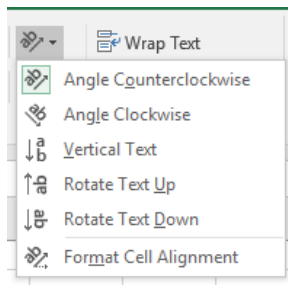 Wrap Text
Angle Counterclockwise
Angle Clockwise
Vertical Text
Rotate Text Up
Rotate Text Down
Format Cell Alignment